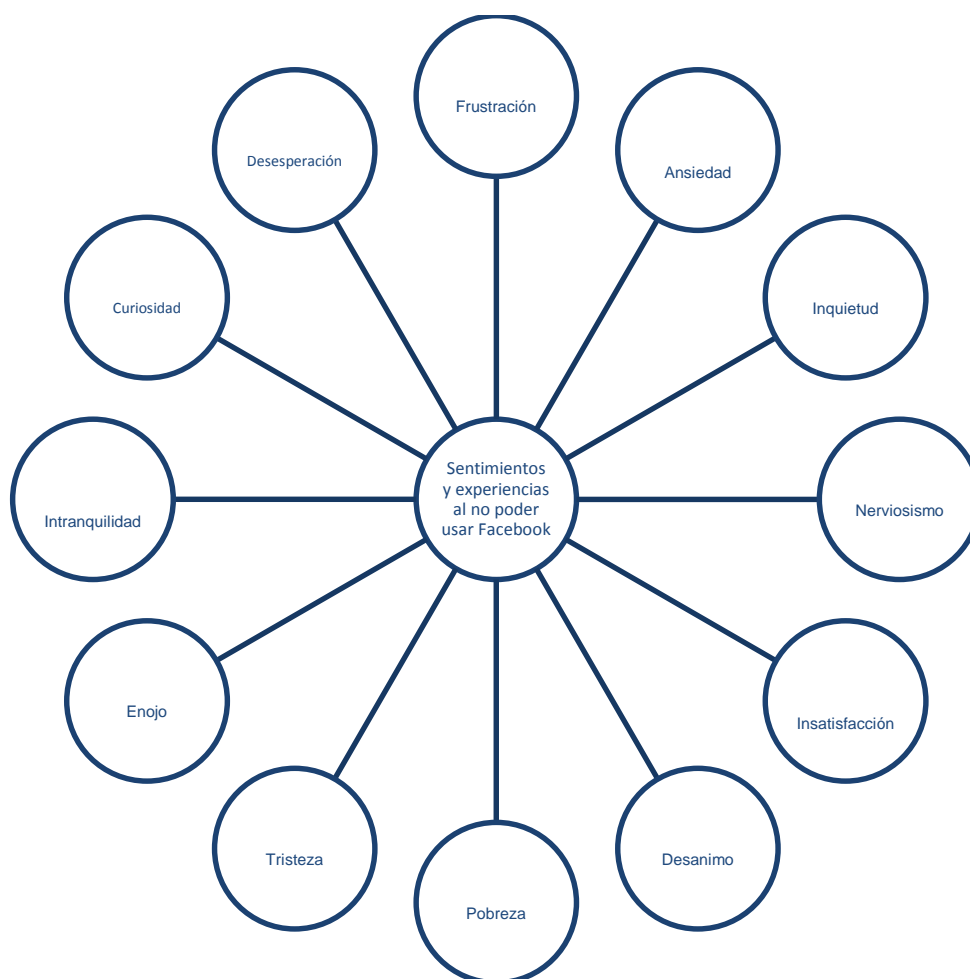 Frustración
Desesperación
Ansiedad
Curiosidad
Inquietud
Sentimientos
y experiencias
al no poder
usar Facebook
Intranquilidad
Nerviosismo
Enojo
Insatisfacción
Tristeza
Desanimo
Pobreza